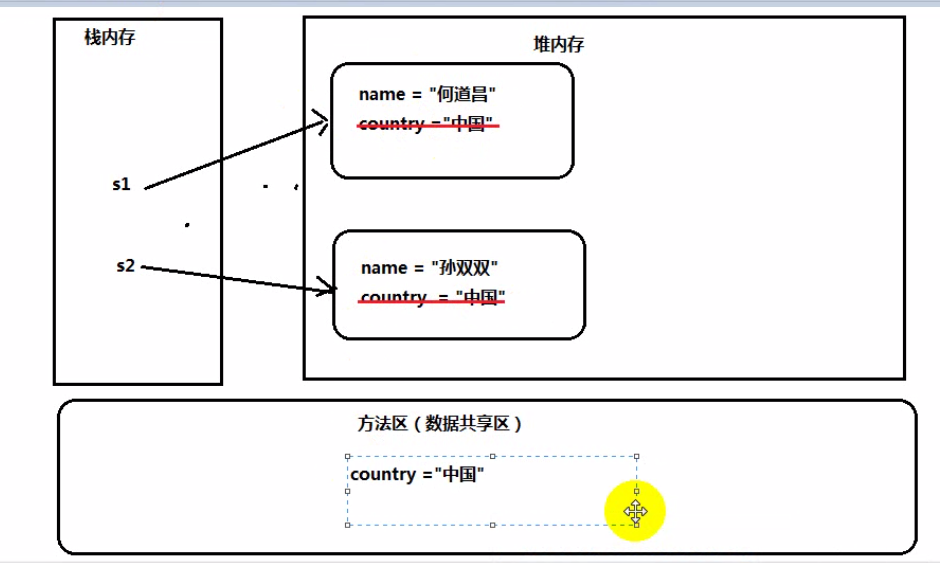 栈内存
堆内存
name = "何道昌"
country ="中国"
s1
s2
name = "孙双双"
country = "中国"
方法区（数据共享区）
country ="中国"